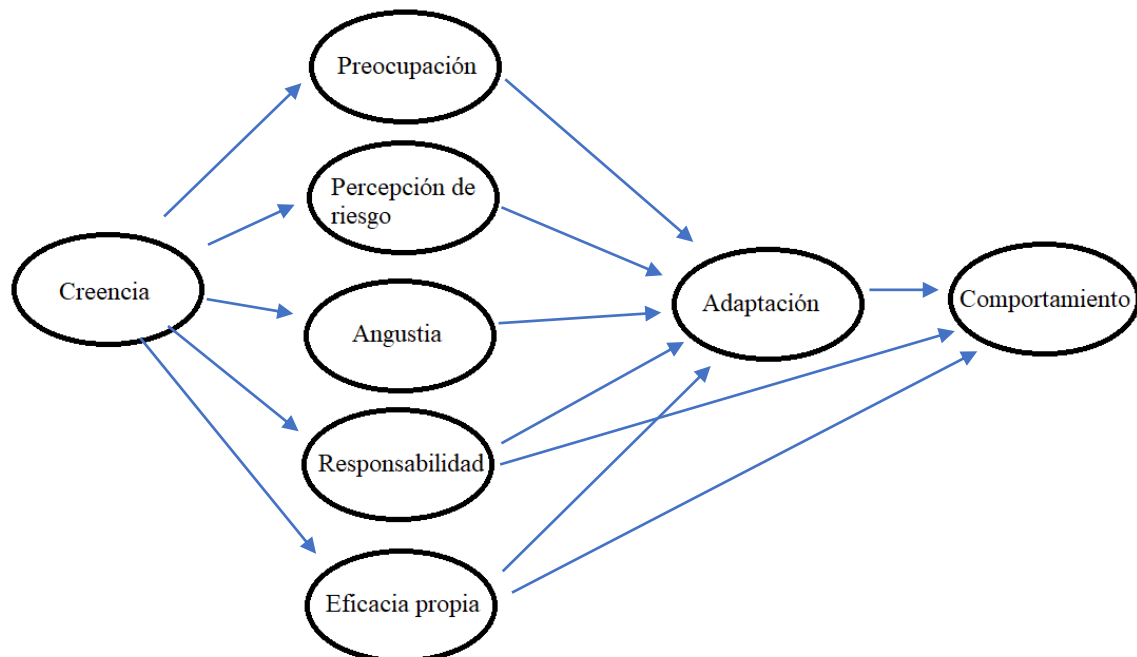 Preocupación
Percepción de
riesgo
Creencia
Angustia
Adaptación
Comportamiento
Responsabilidad
Eficacia propia